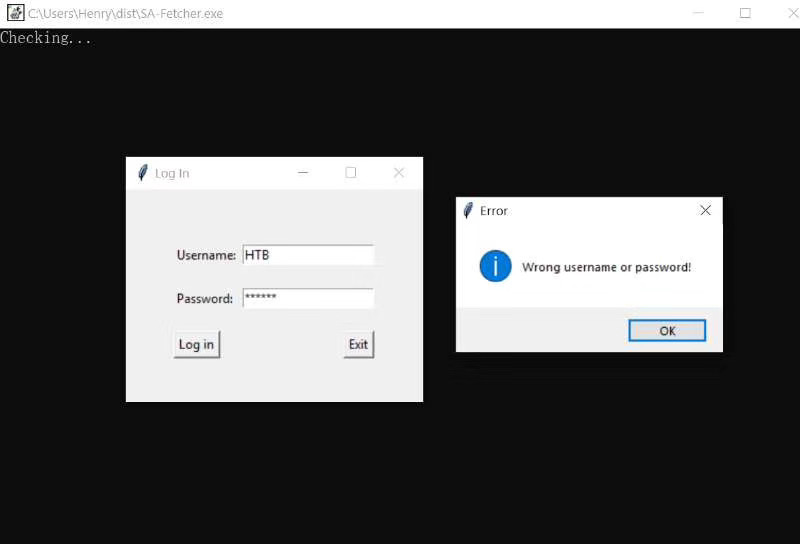 C:\Users\Henry\dist\SA-Fetcher.exe
Checking...
Log In
Username: HTB
Password: ******
Log in Exit
Error
Wrong username or password!
OK